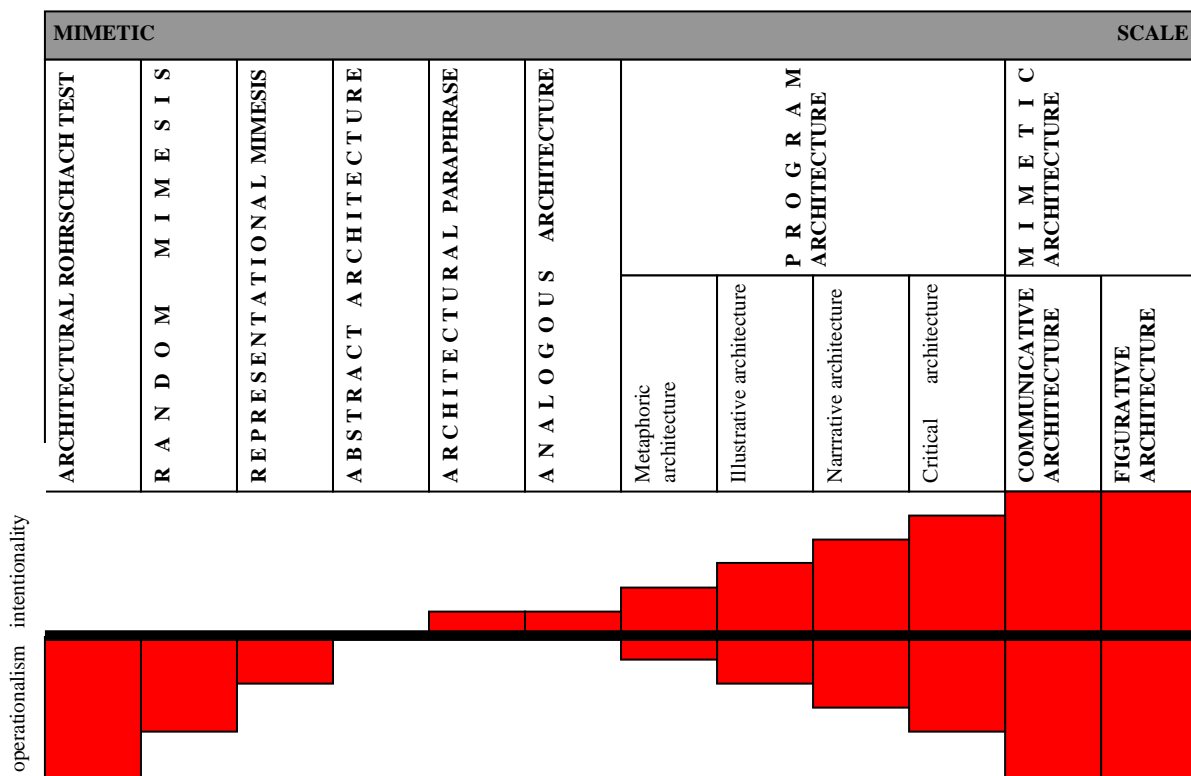 MIMETIC SCALE
ARCHITECTURAL ROHRSCHACH TEST
RANDOM MIMESIS
REPRESENTATIONAL MIMESIS
ABSTRACT ARCHITECTURE
ARCHITECTURAL PARAPHRASE
ANALOGOUS ARCHITECTURE
PROGRAM
ARCHITECTURE
MIMETIC
ARCHITECTURE
Metaphoric
architecture
Illustrative architecture
Narrative architecture
Critical architecture
COMMUNICATIVE
ARCHITECTURE
FIGURATIVE
ARCHITECTURE
intentionality
operationalism